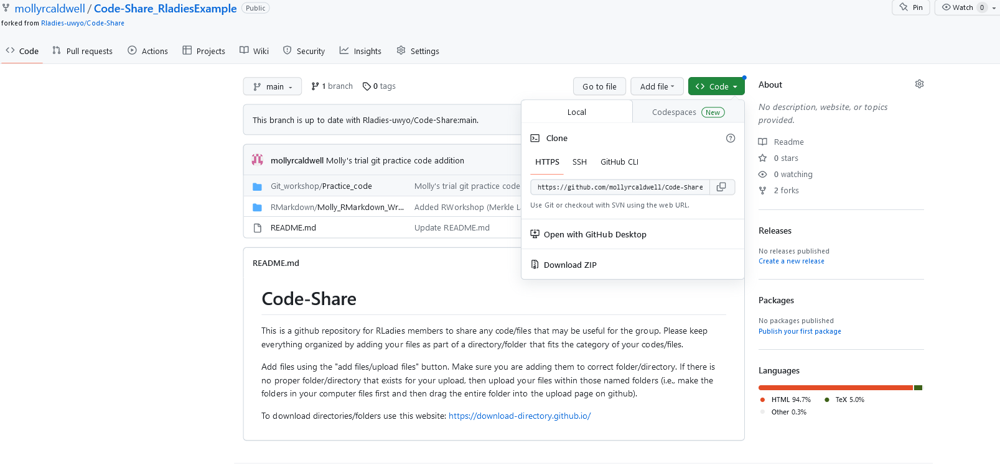 mollyrcaldwell / Code-Share_RladiesExample Public
Pin
Watch 0
forked from Rladies-uwyo/Code-Share
Code
Pull requests
Actions
Projects
Wiki
Security
Insights
Settings
main
1 branch
0 tags
Go to file
Add file
Code
This branch is up to date with Rladies-uwyo/Code-Share:main.
Local
Codespaces New
Clone
HTTPS
SSH
GitHub CLI
https://github.com/mollyrcaldwell/Code-Share
Use Git or checkout with SVN using the web URL.
Open with GitHub Desktop
Download ZIP
mollyrcaldwell Molly's trial git practice code addition
Git_workshop/Practice_code
Molly's trial git practice code
RMarkdown/Molly_RMarkdown_Wr...
Added RWorkshop (Merkle
README.md
Update README.md
README.md
Code-Share
This is a github repository for RLadies members to share any code/files that may be useful for the group. Please keep
everything organized by adding your files as part of a directory/folder that fits the category of your codes/files.
Add files using the "add files/upload files" button. Make sure you are adding them to correct folder/directory. If there is
no proper folder/directory that exists for your upload, then upload your files within those named folders (i.e., make the
folders in your computer files first and then drag the entire folder into the upload page on github).
To download directories/folders use this website: https://download-directory.github.io/
About
No description, website, or topics
provided.
Readme
0 stars
0 watching
2 forks
Releases
No releases published
Create a new release
Packages
No packages published
Publish your first package
Languages
HTML 94.7%
TeX 5.0%
Other 0.3%